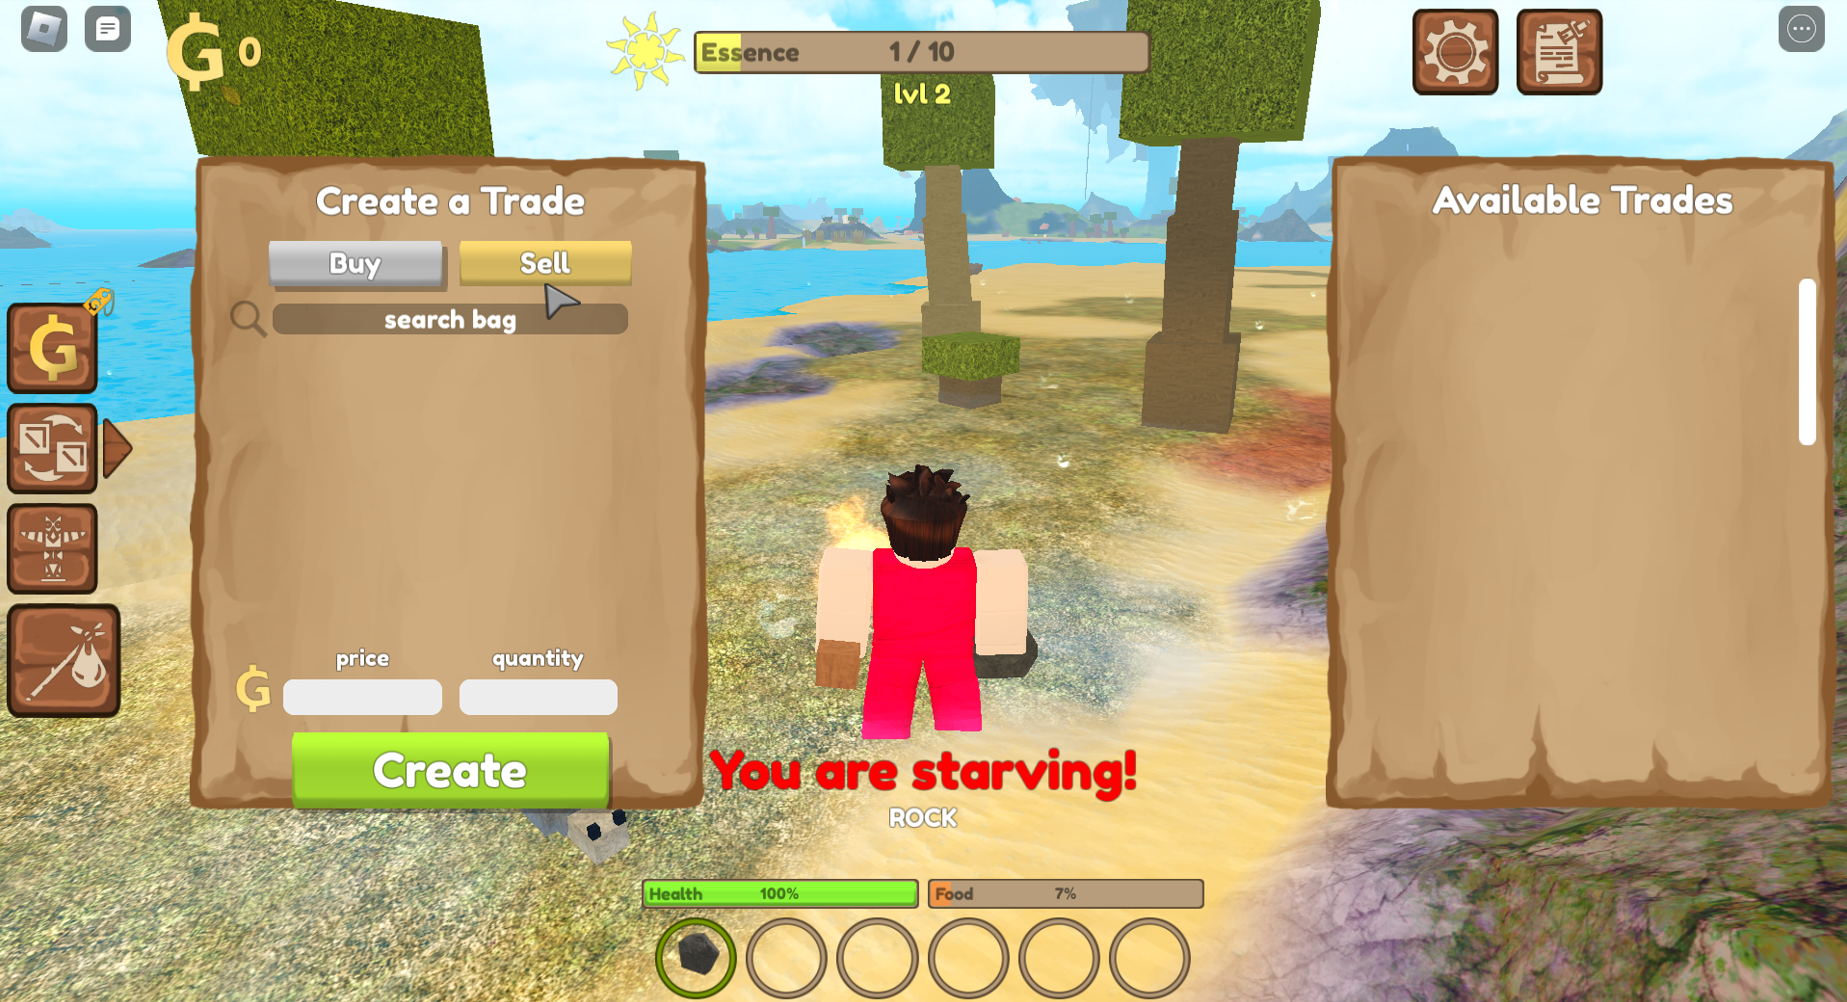 0
Essence 1 / 10
lvl 2
Create a Trade
Buy Sell
search bag
price quantity
Create
Available Trades
You are starving!
ROCK
Health 100% Food 7%